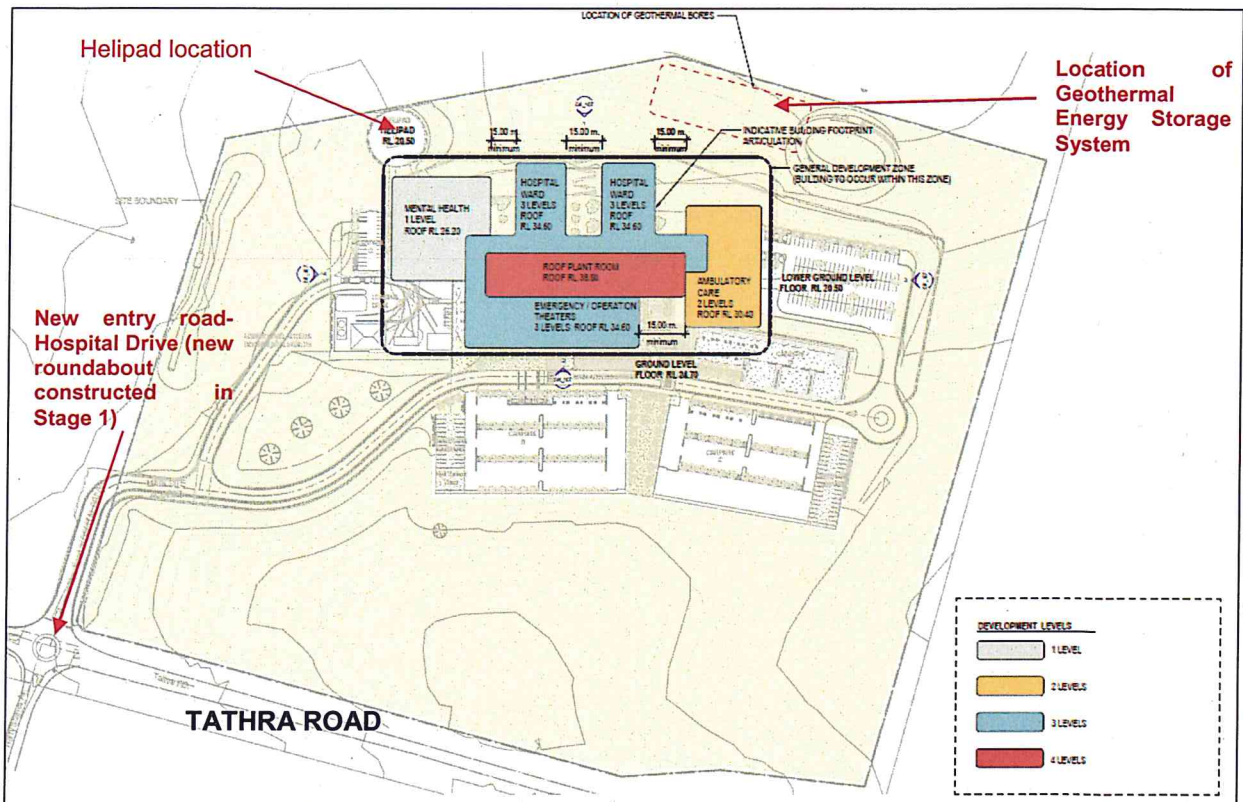 LOCATION OF GEOTHERMAL BORES
Helipad location
Location of
Geothermal
Energy Storage
System
HELIPAD
RL 20.50
15.00 m.
minimum
15.00 m.
minimum
15.00 m.
minimum
INDICATIVE BUILDING FOOTPRINT
ARTICULATION)
GENERAL DEVELOPMENT ZONE
(BUILDING TO OCCUR WITHIN THIS ZONE)
SITE BOUNDARY
MENTAL HEALTH
1 LEVEL
ROOF RL 26.20
HOSPITAL
WARD
3 LEVELS
ROOF
RL 34.60
HOSPITAL
WARD
3 LEVELS
ROOF
RL 34.60
ROOF PLANT ROOM
AMBULATORY
CARE
2 LEVELS
ROOF RL 30.40
LOWER GROUND LEVEL
FLOOR RL 20.50
EMERGENCY / OPERATION
THEATERS
3 LEVELS ROOF RL 34.60
15.00 m.
minimum
GROUND LEVEL
FLOOR RL 24.70
New entry road-
Hospital Drive (new
roundabout
constructed in
Stage 1)
TATHRA ROAD
DEVELOPMENT LEVELS
1 LEVEL
2 LEVELS
3 LEVELS
4 LEVELS